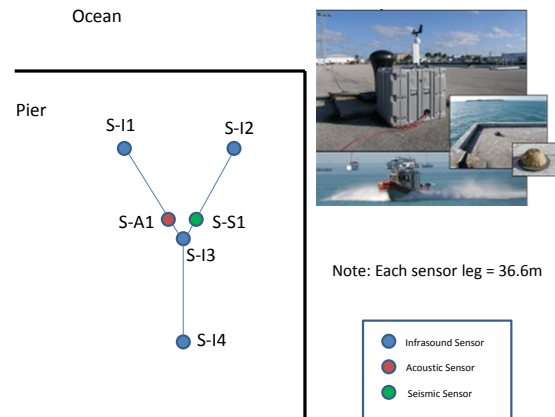 Ocean
Pier
S-I1
S-I2
S-A1
S-S1
S-I3
S-I4
Note: Each sensor leg = 36.6m
Infrasound Sensor
Acoustic Sensor
Seismic Sensor